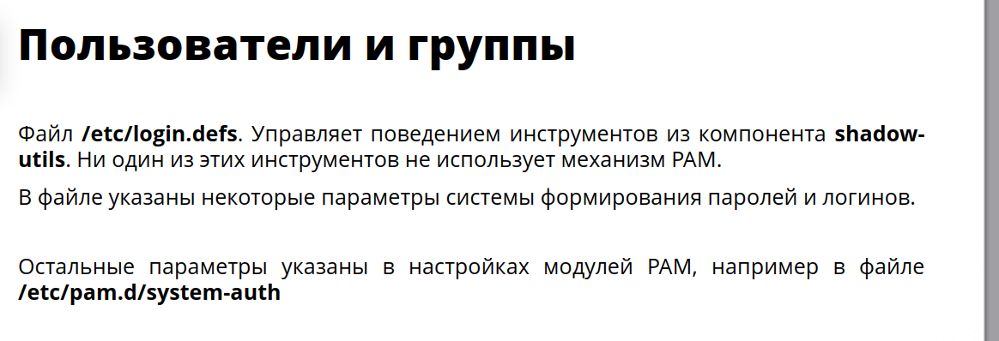 Пользователи и группы
Файл /etc/login.defs. Управляет поведением инструментов из компонента shadow-
utils. Ни один из этих инструментов не использует механизм PAM.
В файле указаны некоторые параметры системы формирования паролей и логинов.
Остальные параметры указаны в настройках модулей PAM, например в файле
/etc/pam.d/system-auth